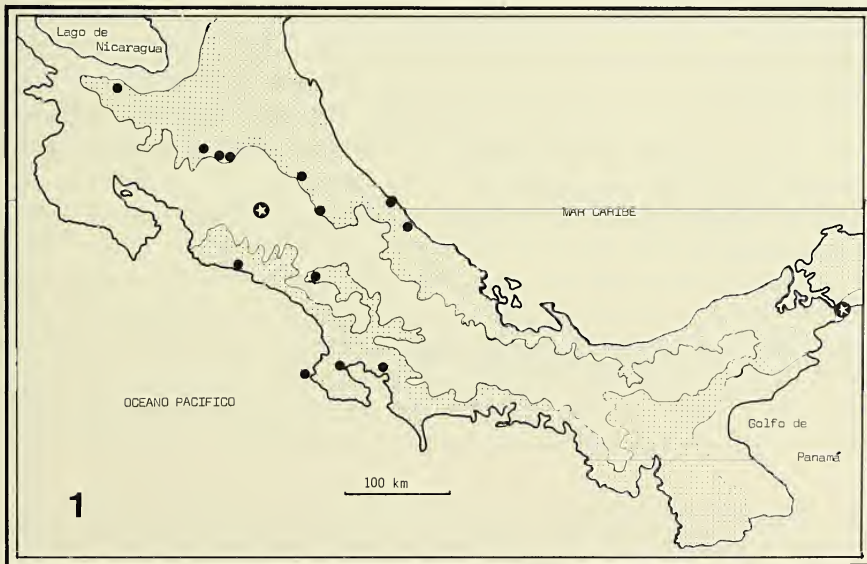 Lago de
Nicaragua
MAR CARIBE
OCEANO PACIFICO
Golfo de
Panamá
100 km
1